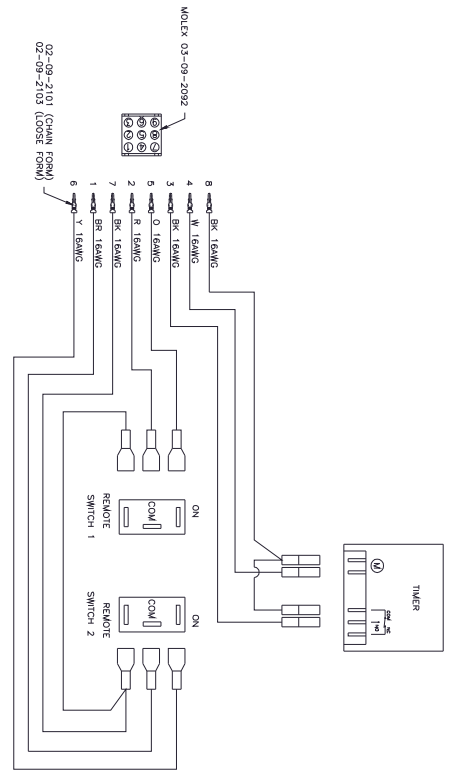 MOLEX 03-09-2092
02-09-2101 (CHAIN FORM)
02-09-2103 (LOOSE FORM)
8 BK 16AWG
4 W 16AWG
3 BK 16AWG
5 O 16AWG
2 R 16AWG
7 BK 16AWG
1 BR 16AWG
6 Y 16AWG
TIMER
M
COM NC
NO
ON
COM
REMOTE
SWITCH 1
ON
COM
REMOTE
SWITCH 2